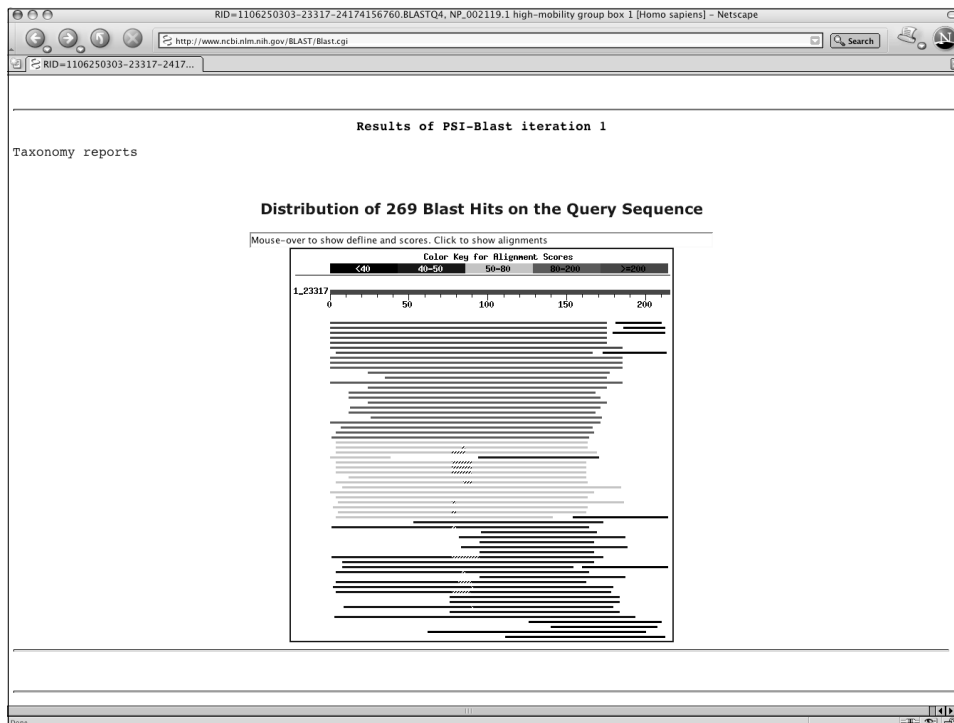 RID=1106250303-23317-24174156760.BLASTQ4, NP_002119.1 high-mobility group box 1 [Homo sapiens] – Netscape
http://www.ncbi.nlm.nih.gov/BLAST/Blast.cgi
Search
N
RID=1106250303-23317-2417...
Results of PSI-Blast iteration 1
Taxonomy reports
Distribution of 269 Blast Hits on the Query Sequence
Mouse-over to show defline and scores. Click to show alignments
Color Key for Alignment Scores
<40 40-50 50-80 80-200 >=200
1_23317
0 50 100 150 200